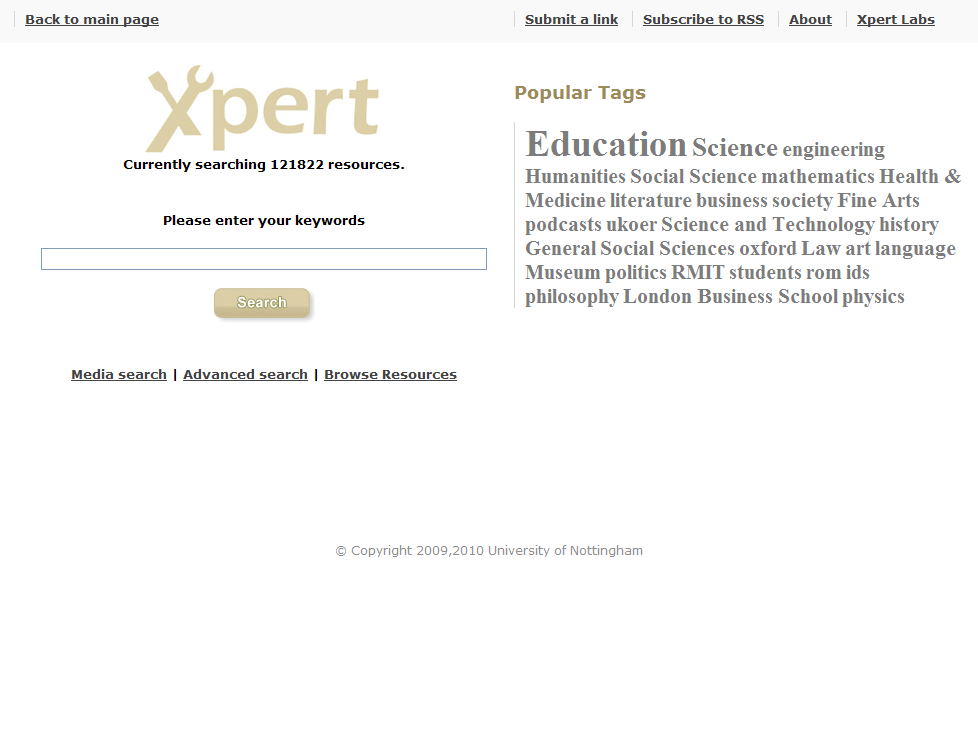 Back to main page
Submit a link
Subscribe to RSS
About
Xpert Labs
Xpert
Currently searching 121822 resources.
Please enter your keywords
Search
Media search | Advanced search | Browse Resources
Popular Tags
Education Science engineering
Humanities Social Science mathematics Health &
Medicine literature business society Fine Arts
podcasts ukoer Science and Technology history
General Social Sciences oxford Law art language
Museum politics RMIT students rom ids
philosophy London Business School physics
© Copyright 2009,2010 University of Nottingham